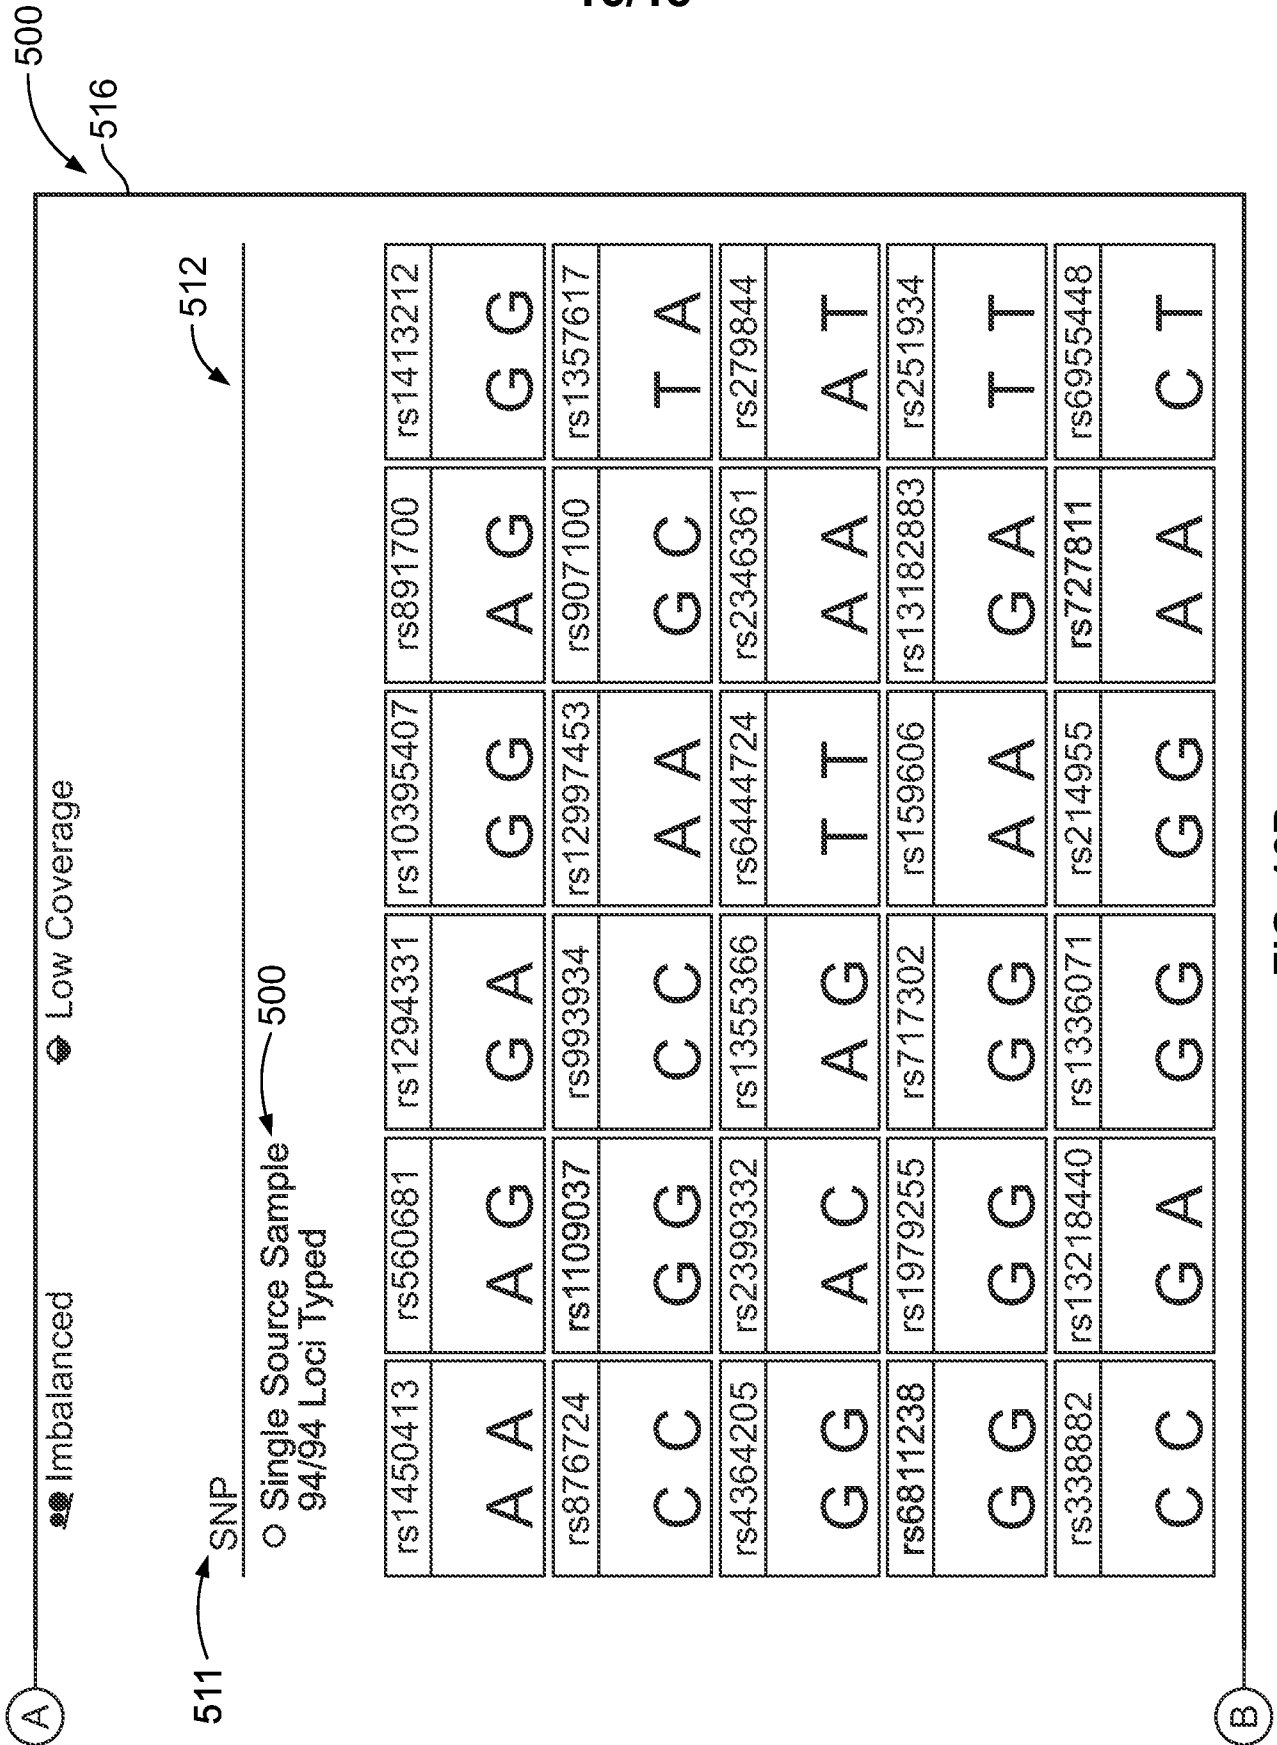 500
516
A
Imbalanced
Low Coverage
511
SNP
512
Single Source Sample
500
94/94 Loci Typed
rs1450413 rs560681 rs1294331 rs10395407 rs891700 rs1413212
A A A G G A G G A G G G
rs876724 rs1109037 rs993934 rs12997453 rs907100 rs1357617
C C G G C C A A G C T A
rs4364205 rs2399332 rs1355366 rs6444724 rs2346361 rs279844
G G A C A G T T A A A T
rs6811238 rs1979255 rs717302 rs159606 rs13182883 rs251934
G G G G G G A A G A T T
rs338882 rs13218440 rs1336071 rs214955 rs727811 rs6955448
C C G A G G G G A A C T
B